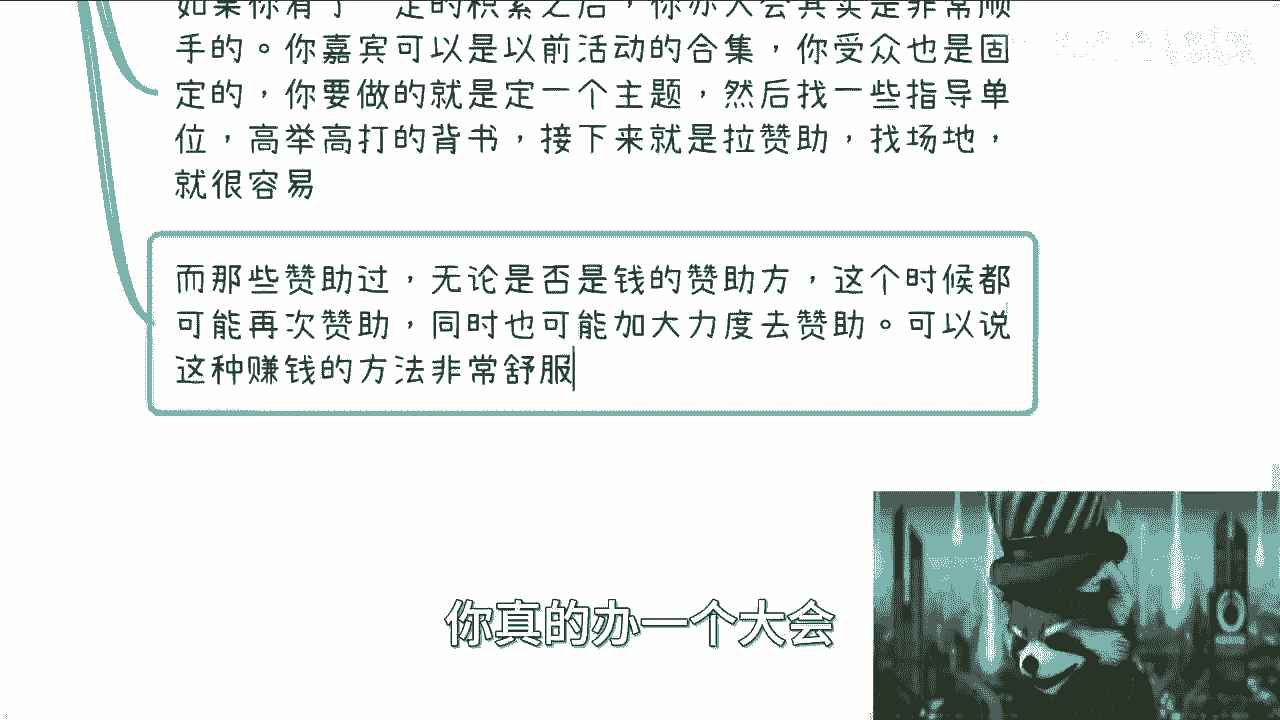 如果你有了一定的积累之后，你办大会其实是非常顺
手的。你嘉宾可以是以前活动的合集，你受众也是固
定的，你要做的就是定一个主题，然后找一些指导单
位，高举高打的背书，接下来就是拉赞助，找场地，
就很容易
而那些赞助过，无论是否是钱的赞助方，这个时候都
可能再次赞助，同时也可能加大力度去赞助。可以说
这种赚钱的方法非常舒服
你真的办一个大会